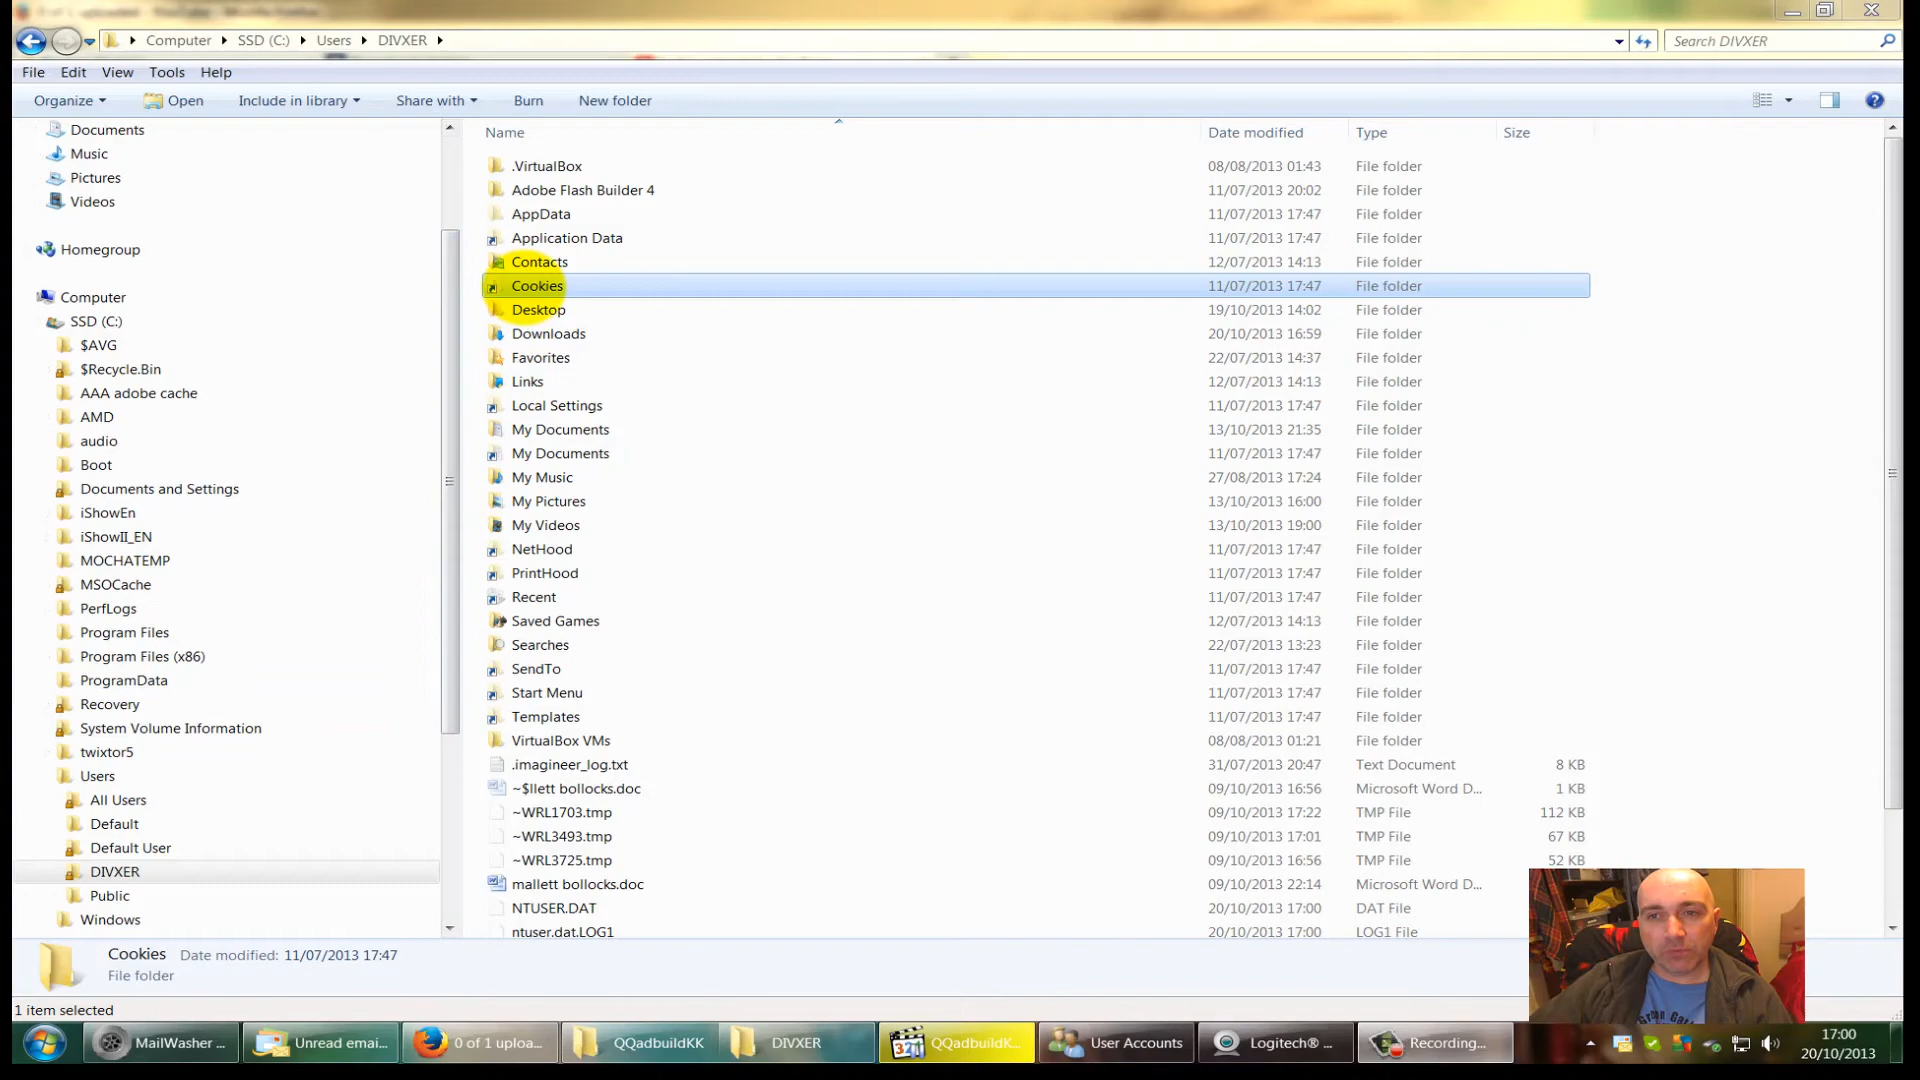 Computer SSD (C:) Users DIVXER
Search DIVXER
File Edit View Tools Help
Organize Open Include in library Share with Burn New folder
Documents
Music
Pictures
Videos
Homegroup
Computer
SSD (C:)
$AVG
$Recycle.Bin
AAA adobe cache
AMD
audio
Boot
Documents and Settings
iShowEn
iShowII_EN
MOCHATEMP
MSOCache
PerfLogs
Program Files
Program Files (x86)
ProgramData
Recovery
System Volume Information
twixtor5
Users
All Users
Default
Default User
DIVXER
Public
Windows
Name Date modified Type Size
.VirtualBox 08/08/2013 01:43 File folder
Adobe Flash Builder 4 11/07/2013 20:02 File folder
AppData 11/07/2013 17:47 File folder
Application Data 11/07/2013 17:47 File folder
Contacts 12/07/2013 14:13 File folder
Cookies 11/07/2013 17:47 File folder
Desktop 19/10/2013 14:02 File folder
Downloads 20/10/2013 16:59 File folder
Favorites 22/07/2013 14:37 File folder
Links 12/07/2013 14:13 File folder
Local Settings 11/07/2013 17:47 File folder
My Documents 13/10/2013 21:35 File folder
My Documents 11/07/2013 17:47 File folder
My Music 27/08/2013 17:24 File folder
My Pictures 13/10/2013 16:00 File folder
My Videos 13/10/2013 19:00 File folder
NetHood 11/07/2013 17:47 File folder
PrintHood 11/07/2013 17:47 File folder
Recent 11/07/2013 17:47 File folder
Saved Games 12/07/2013 14:13 File folder
Searches 22/07/2013 13:23 File folder
SendTo 11/07/2013 17:47 File folder
Start Menu 11/07/2013 17:47 File folder
Templates 11/07/2013 17:47 File folder
VirtualBox VMs 08/08/2013 01:21 File folder
.imagineer_log.txt 31/07/2013 20:47 Text Document 8 KB
~$llett bollocks.doc 09/10/2013 16:56 Microsoft Word D... 1 KB
~WRL1703.tmp 09/10/2013 17:22 TMP File 112 KB
~WRL3493.tmp 09/10/2013 17:01 TMP File 67 KB
~WRL3725.tmp 09/10/2013 16:56 TMP File 52 KB
mallett bollocks.doc 09/10/2013 22:14 Microsoft Word D...
NTUSER.DAT 20/10/2013 17:00 DAT File
ntuser.dat.LOG1 20/10/2013 17:00 LOG1 File
Cookies Date modified: 11/07/2013 17:47
File folder
1 item selected
MailWasher ... Unread emai... 0 of 1 uploa... QQadbuildKK DIVXER QQadbuildK... User Accounts Logitech® ... Recording...
17:00
20/10/2013